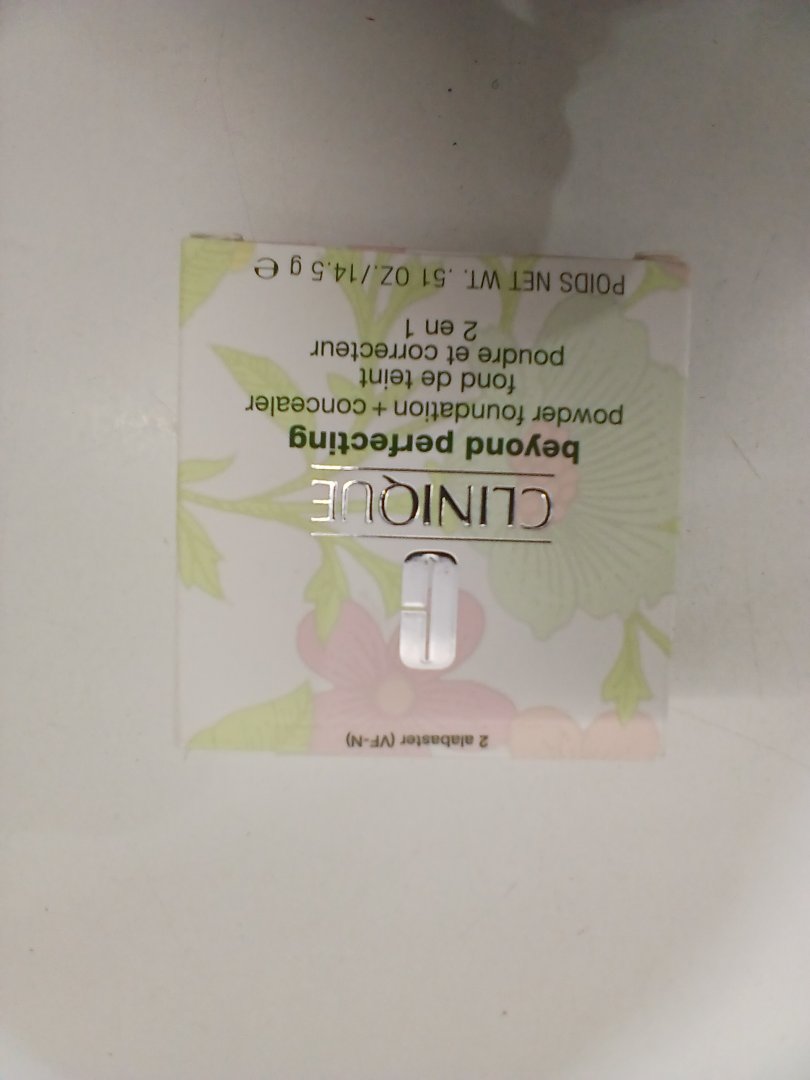 2 alabaster (VF-N)
CLINIQUE
beyond perfecting
powder foundation + concealer
fond de teint
poudre et correcteur
2 en 1
POIDS NET WT. .51 OZ./14.5 g ℮